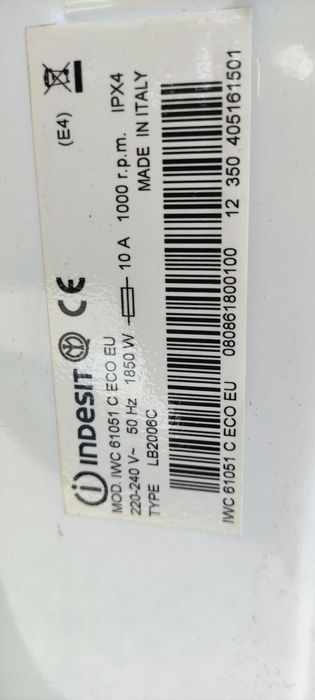 INDESIT CE (E4)
MOD. IWC 61051 C ECO EU
220-240 V~ 50 Hz 1850 W 10 A 1000 r.p.m. IPX4
TYPE LB2006C MADE IN ITALY
IWC 61051 C ECO EU 080861800100 12 350 405161501